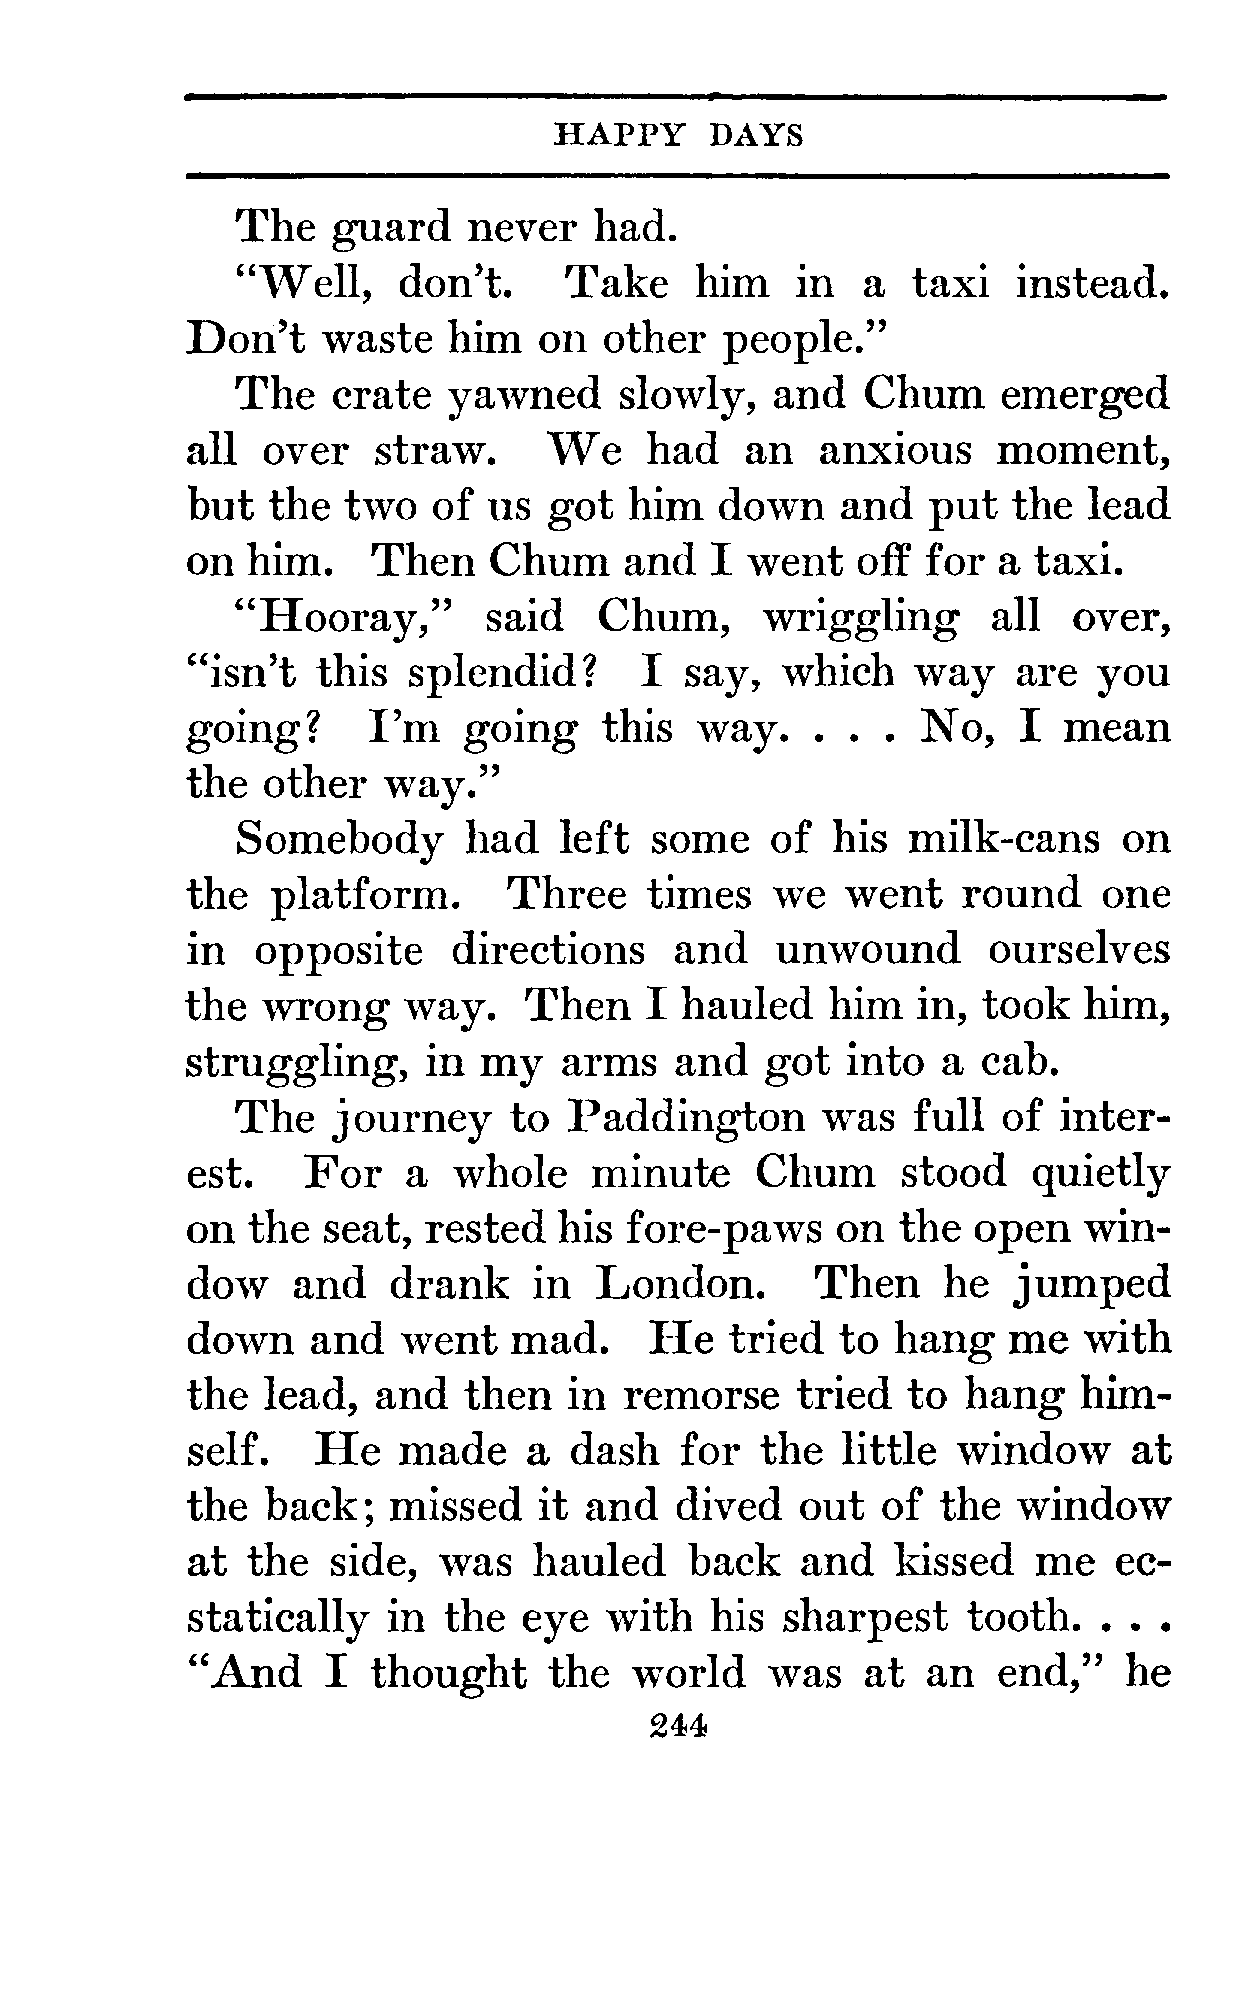 HAPPY DAYS
The guard never had.
“Well, don’t. Take him in a taxi instead.
Don’t waste him on other people.”
The crate yawned slowly, and Chum emerged
all over straw. We had an anxious moment,
but the two of us got him down and put the lead
on him. Then Chum and I went off for a taxi.
“Hooray,” said Chum, wriggling all over,
“isn’t this splendid? I say, which way are you
going? I’m going this way. . . . No, I mean
the other way.”
Somebody had left some of his milk-cans on
the platform. Three times we went round one
in opposite directions and unwound ourselves
the wrong way. Then I hauled him in, took him,
struggling, in my arms and got into a cab.
The journey to Paddington was full of inter-
est. For a whole minute Chum stood quietly
on the seat, rested his fore-paws on the open win-
dow and drank in London. Then he jumped
down and went mad. He tried to hang me with
the lead, and then in remorse tried to hang him-
self. He made a dash for the little window at
the back; missed it and dived out of the window
at the side, was hauled back and kissed me ec-
statically in the eye with his sharpest tooth. . . .
“And I thought the world was at an end,” he
244